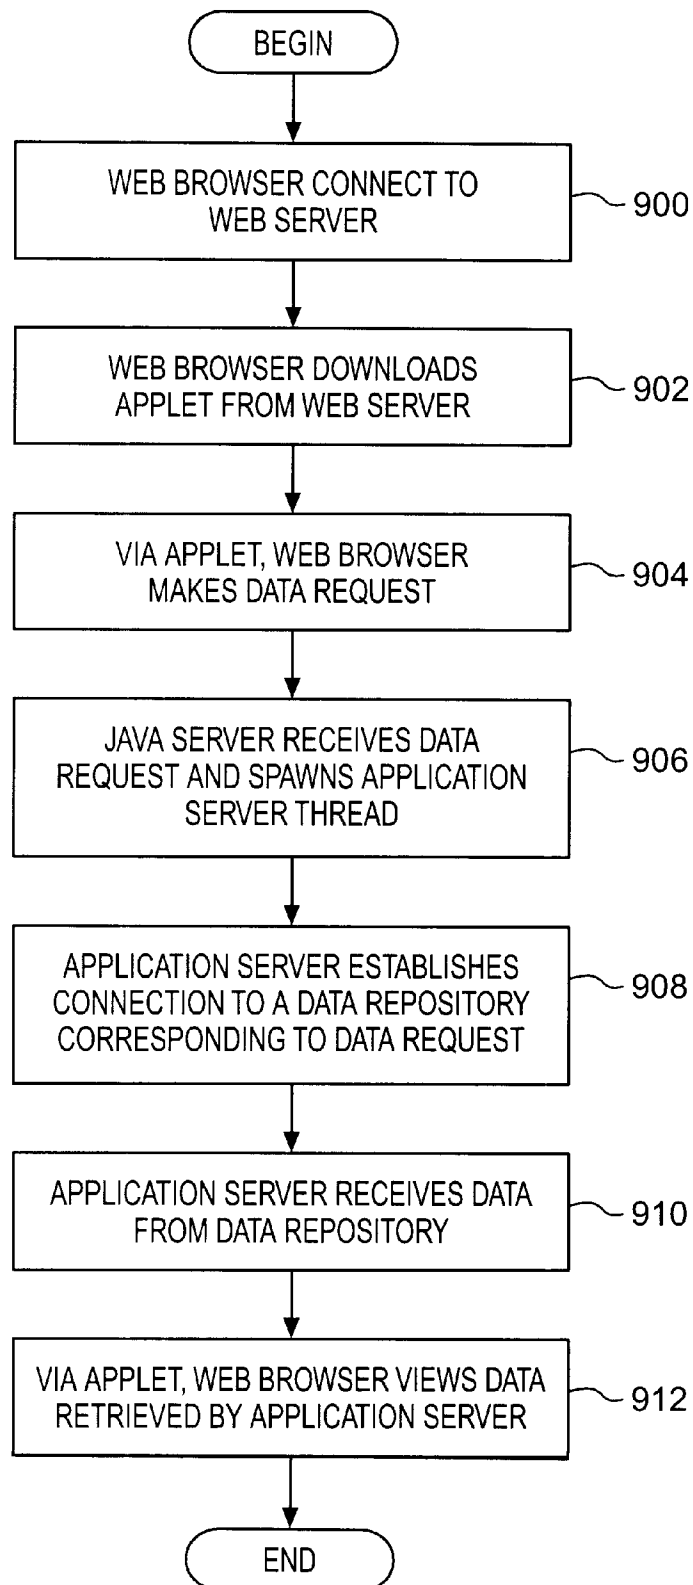 BEGIN
WEB BROWSER CONNECT TO
WEB SERVER
900
WEB BROWSER DOWNLOADS
APPLET FROM WEB SERVER
902
VIA APPLET, WEB BROWSER
MAKES DATA REQUEST
904
JAVA SERVER RECEIVES DATA
REQUEST AND SPAWNS APPLICATION
SERVER THREAD
906
APPLICATION SERVER ESTABLISHES
CONNECTION TO A DATA REPOSITORY
CORRESPONDING TO DATA REQUEST
908
APPLICATION SERVER RECEIVES DATA
FROM DATA REPOSITORY
910
VIA APPLET, WEB BROWSER VIEWS DATA
RETRIEVED BY APPLICATION SERVER
912
END